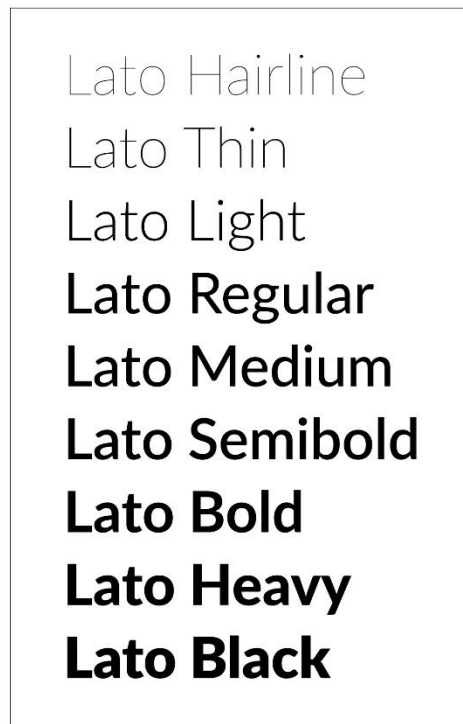 Lato Hairline
Lato Thin
Lato Light
Lato Regular
Lato Medium
Lato Semibold
Lato Bold
Lato Heavy
Lato Black